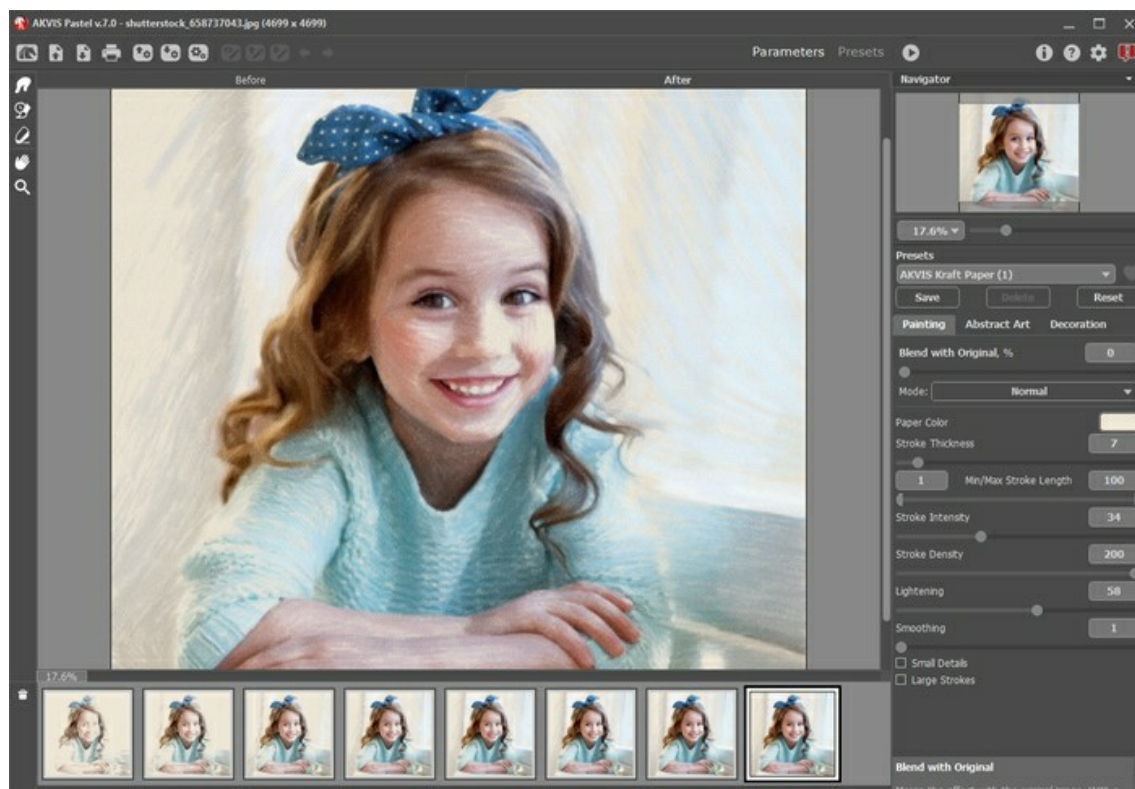 AKVIS Pastel v.7.0 - shutterstock_658737043.jpg (4699 x 4699)
Parameters Presets
Before After
Navigator
17.6%
Presets
AKVIS Kraft Paper (1)
Save Delete Reset
Painting Abstract Art Decoration
Blend with Original, % 0
Mode: Normal
Paper Color
Stroke Thickness 7
1 Min/Max Stroke Length 100
Stroke Intensity 34
Stroke Density 200
Lightening 58
Smoothing 1
Small Details
Large Strokes
17.6%
Blend with Original